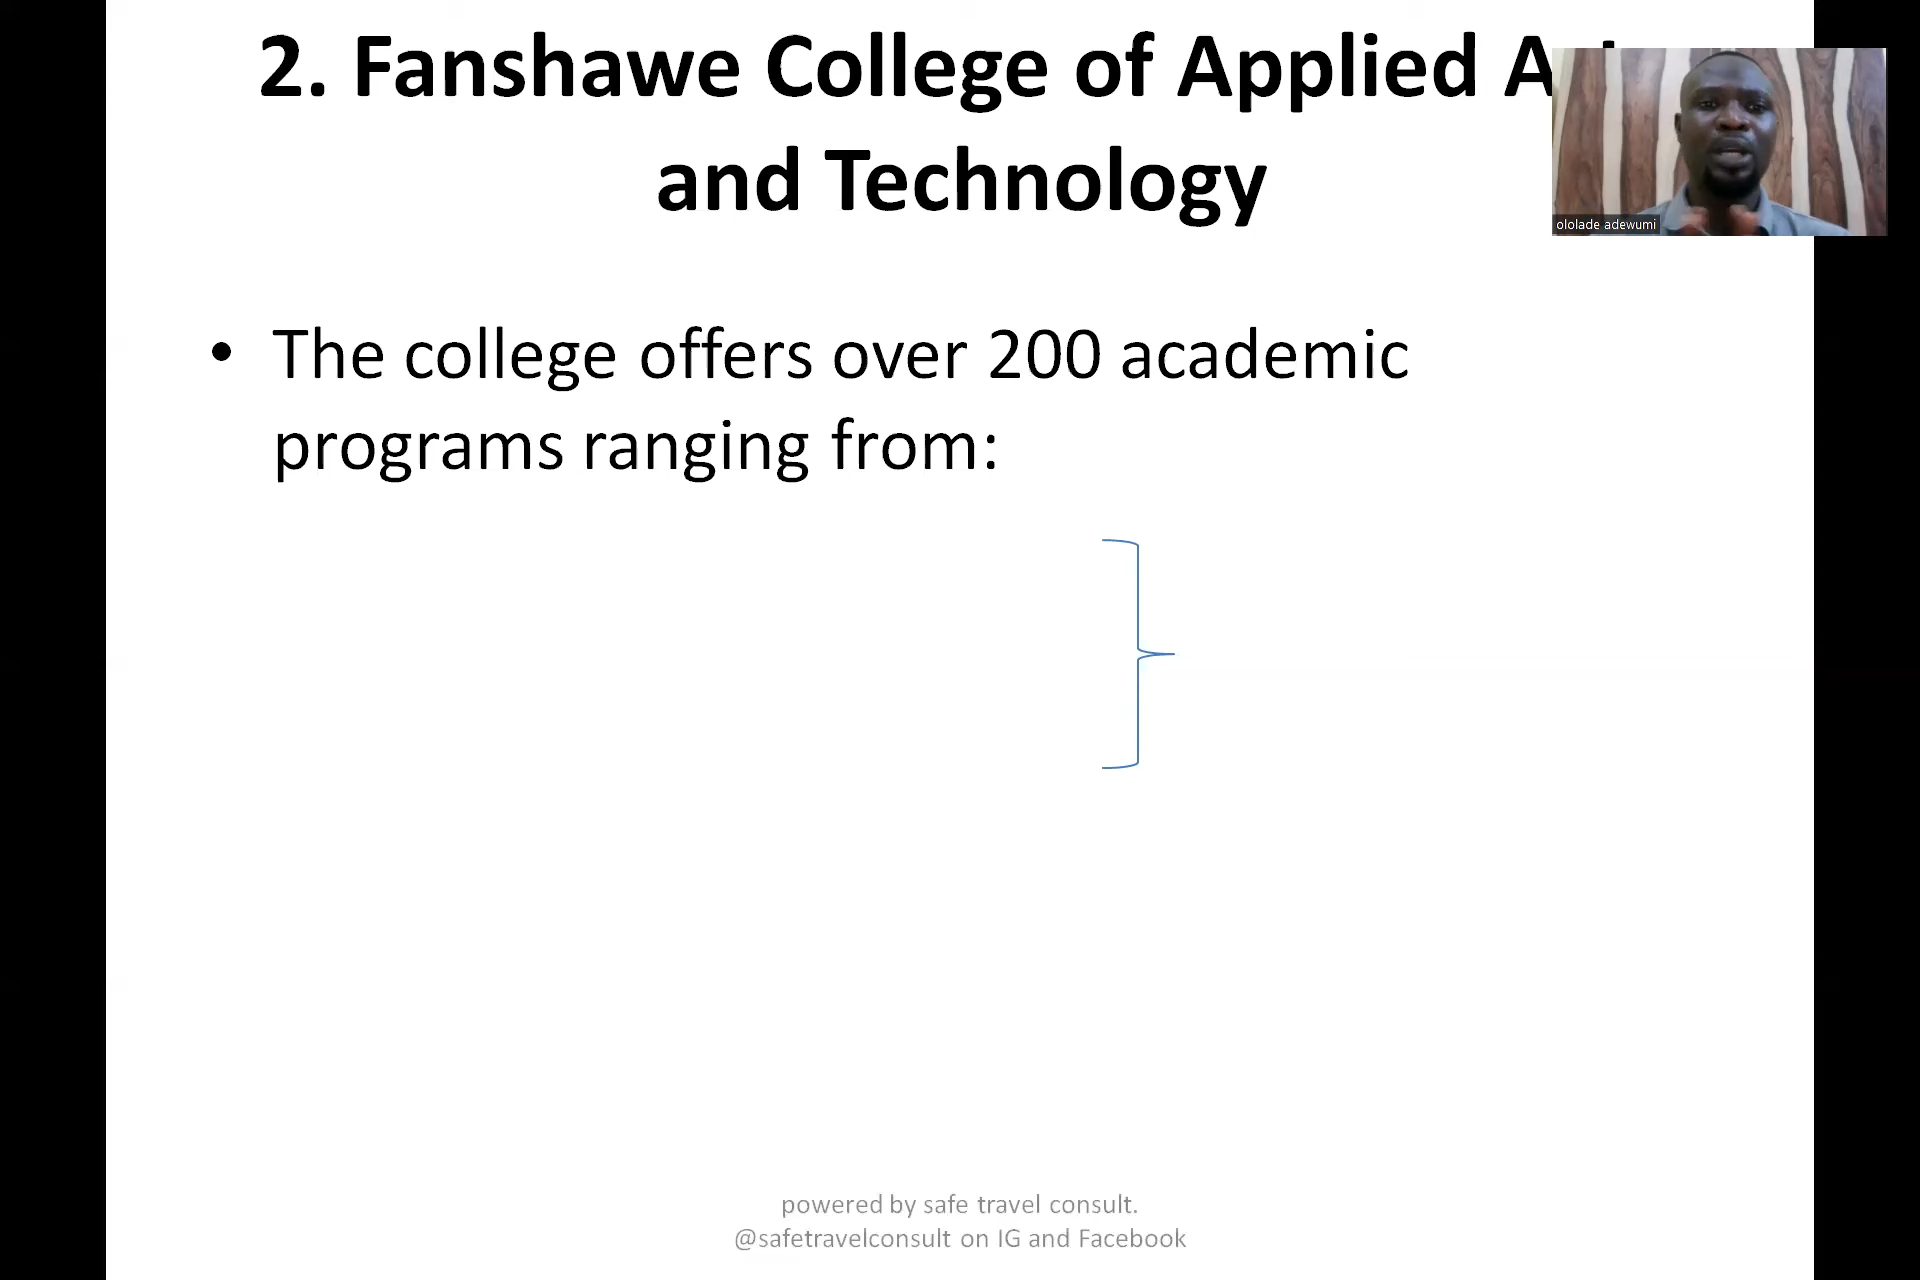 2. Fanshawe College of Applied
and Technology
ololade adewumi
• The college offers over 200 academic
programs ranging from:
powered by safe travel consult.
@safetravelconsult on IG and Facebook